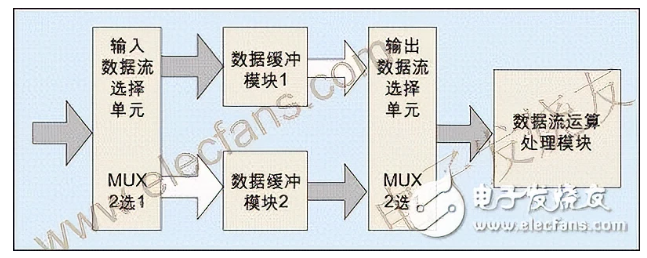 输入
数据流
选择
单元
MUX
2选1
数据缓冲
模块1
数据缓冲
模块2
输出
数据流
选择
单元
MUX
2选
数据流运算
处理模块
www.elecfans.com
电子发烧友
电子发烧友
www.elecfans.com